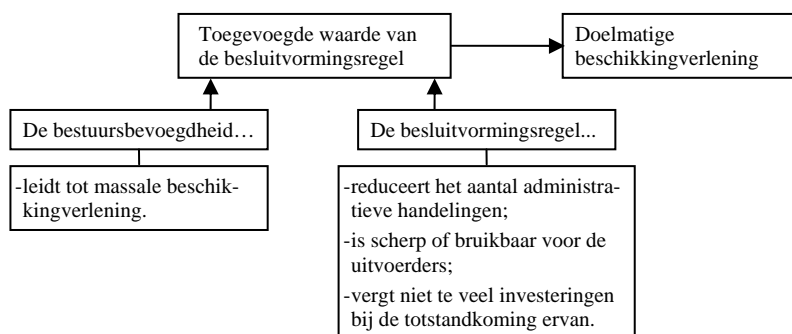 Toegevoegde waarde van
de besluitvormingsregel
Doelmatige
beschikkingverlening
De bestuursbevoegdheid…
-leidt tot massale beschik-
kingverlening.
De besluitvormingsregel...
-reduceert het aantal administra-
tieve handelingen;
-is scherp of bruikbaar voor de
uitvoerders;
-vergt niet te veel investeringen
bij de totstandkoming ervan.